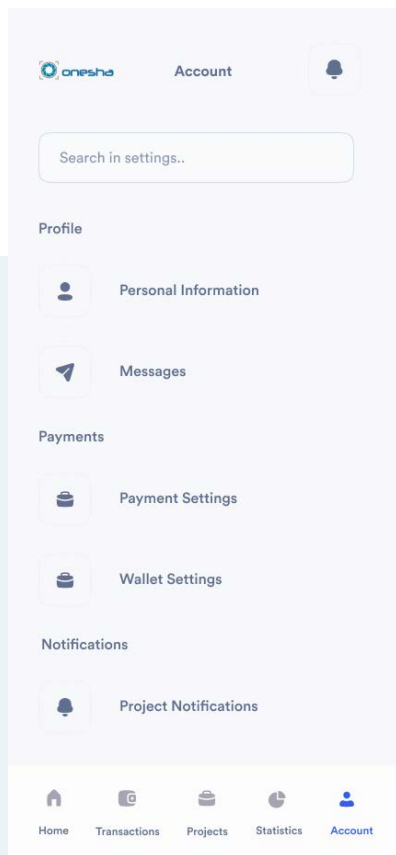 onesha
Account
Search in settings..
Profile
Personal Information
Messages
Payments
Payment Settings
Wallet Settings
Notifications
Project Notifications
Home Transactions Projects Statistics Account